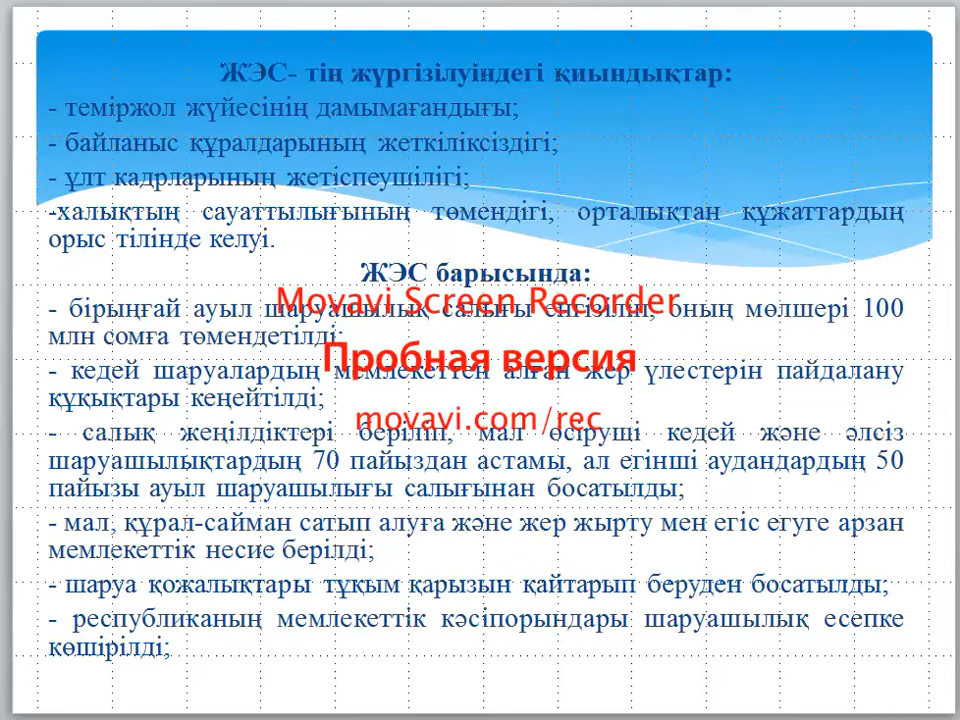 ЖЭС- тің жүргізілуіндегі қиындықтар:
- теміржол жүйесінің дамымағандығы;
- байланыс құралдарының жеткіліксіздігі;
- ұлт кадрларының жетіспеушілігі;
-халықтың сауаттылығының төмендігі, орталықтан құжаттардың
орыс тілінде келуі.
ЖЭС барысында:
Movavi Screen Recorder
- бірыңғай ауыл шаруашылық салығы енгізіліп, оның мөлшері 100
млн сомға төмендетілді;
Пробная версия
- кедей шаруалардың мемлекеттен алған жер үлестерін пайдалану
құқықтары кеңейтілді;
movavi.com/rec
- салық жеңілдіктері беріліп, мал өсіруші кедей және әлсіз
шаруашылықтардың 70 пайыздан астамы, ал егінші аудандардың 50
пайызы ауыл шаруашылығы салығынан босатылды;
- мал, құрал-сайман сатып алуға және жер жырту мен егіс егуге арзан
мемлекеттік несие берілді;
- шаруа қожалықтары тұқым қарызын қайтарып беруден босатылды;
- республиканың мемлекеттік кәсіпорындары шаруашылық есепке
көшірілді;